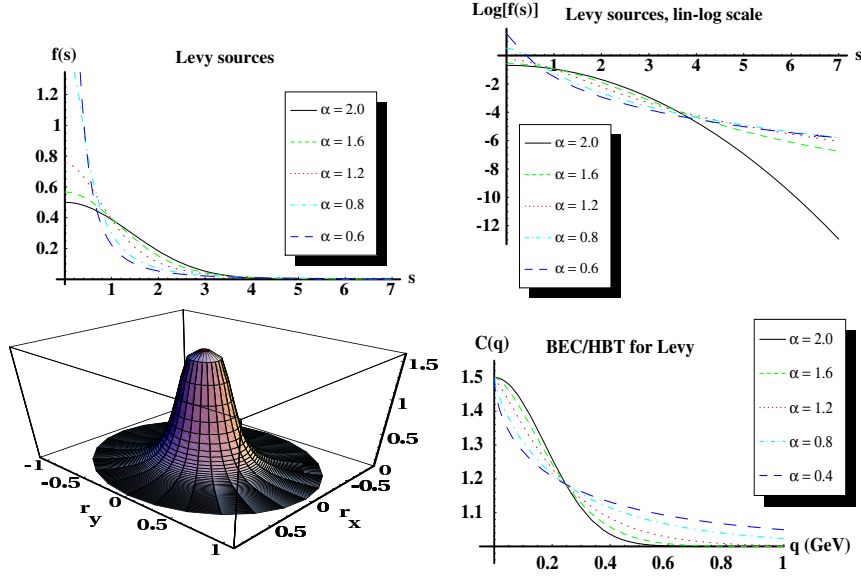 Levy sources
f(s)
1.2
1
0.8
0.6
0.4
0.2
1 2 3 4 5 6 7 s
α = 2.0
α = 1.6
α = 1.2
α = 0.8
α = 0.6
Levy sources, lin-log scale
Log[f(s)]
1 2 3 4 5 6 7 s
-2
-4
-6
-8
-10
-12
α = 2.0
α = 1.6
α = 1.2
α = 0.8
α = 0.6
1.5
1
0.5
0
-1
-0.5
0
0.5
1
r y
-0.5
0
0.5
r x
BEC/HBT for Levy
C(q)
1.5
1.4
1.3
1.2
1.1
0.2 0.4 0.6 0.8 1 q (GeV)
α = 2.0
α = 1.6
α = 1.2
α = 0.8
α = 0.4